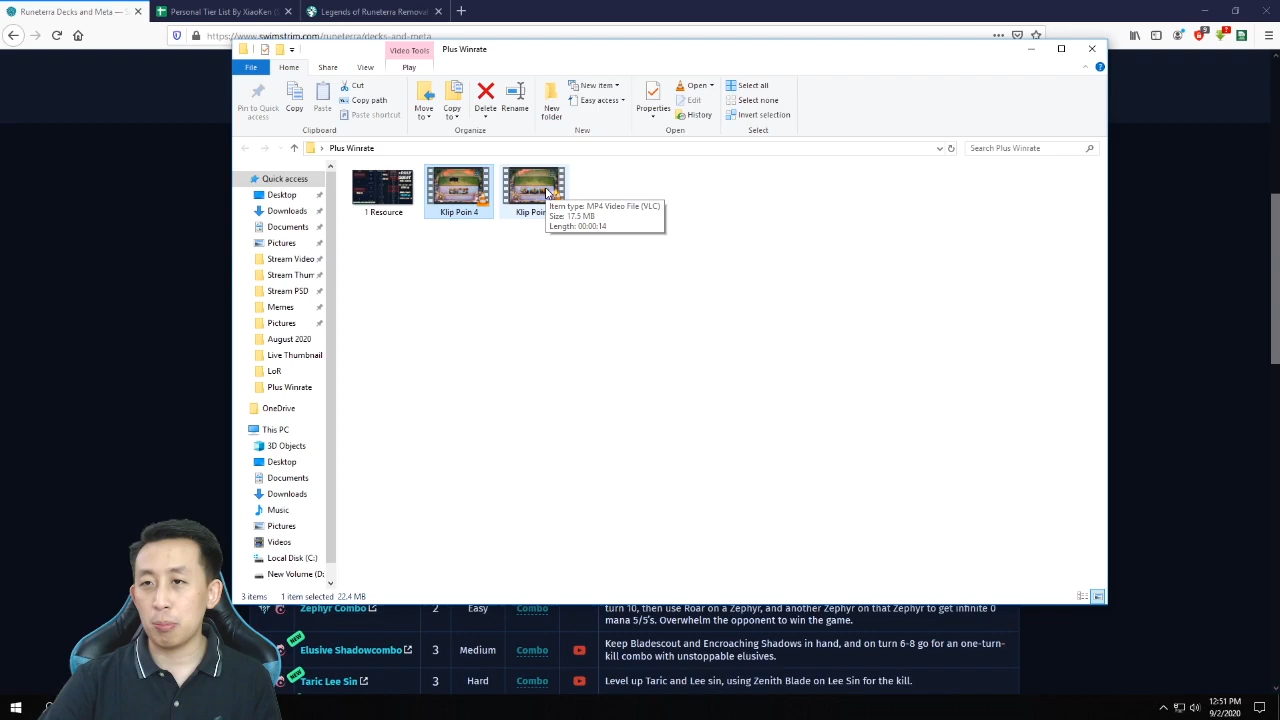 Runeterra Decks and Meta —
Personal Tier List By XiaoKen (S
Legends of Runeterra Removal
https://www.swimstrim.com/runeterra/decks-and-meta
Video Tools
Plus Winrate
File
Home
Share
View
Play
Pin to Quick access
Copy
Paste
Cut
Copy path
Paste shortcut
Clipboard
Move to
Copy to
Delete
Rename
Organize
New folder
New item
Easy access
New
Properties
Open
Edit
History
Open
Select all
Select none
Invert selection
Select
Plus Winrate
Search Plus Winrate
Quick access
Desktop
Downloads
Documents
Pictures
Stream Video
Stream Thum
Stream PSD
Memes
Pictures
August 2020
Live Thumbnail
LoR
Plus Winrate
OneDrive
This PC
3D Objects
Desktop
Documents
Downloads
Music
Pictures
Videos
Local Disk (C:)
New Volume (D:
1 Resource
Klip Poin 4
Klip Poin
Item type: MP4 Video File (VLC)
Size: 17.5 MB
Length: 00:00:14
3 items
1 item selected 22.4 MB
Zephyr Combo
2
Easy
Combo
turn 10, then use Roar on a Zephyr, and another Zephyr on that Zephyr to get infinite 0
mana 5/5's. Overwhelm the opponent to win the game.
NEW
Elusive Shadowcombo
3
Medium
Combo
Keep Bladescout and Encroaching Shadows in hand, and on turn 6-8 go for an one-turn-
kill combo with unstoppable elusives.
NEW
Taric Lee Sin
3
Hard
Combo
Level up Taric and Lee sin, using Zenith Blade on Lee Sin for the kill.
12:51 PM
9/2/2020